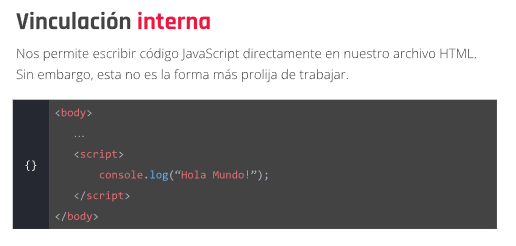 Vinculación interna
Nos permite escribir código JavaScript directamente en nuestro archivo HTML.
Sin embargo, esta no es la forma más prolija de trabajar.
<body>
...
<script>
{}
console.log(“Hola Mundo!”);
</script>
</body>